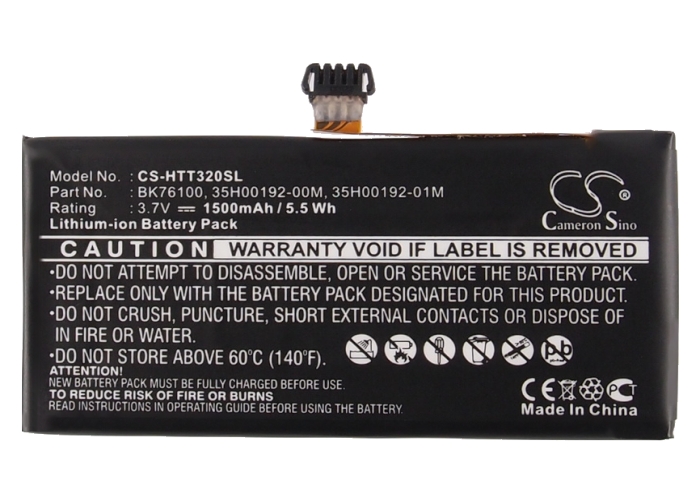 Model No. : CS-HTT320SL
Part No. : BK76100, 35H00192-00M, 35H00192-01M
Rating : 3.7V 1500mAh / 5.5 Wh
Lithium-ion Battery Pack
CS
Cameron Sino
CAUTION WARRANTY VOID IF LABEL IS REMOVED
•DO NOT ATTEMPT TO DISASSEMBLE, OPEN OR SERVICE THE BATTERY PACK.
•REPLACE ONLY WITH THE BATTERY PACK DESIGNATED FOR THIS PRODUCT.
•DO NOT CRUSH, PUNCTURE, SHORT EXTERNAL CONTACTS OR DISPOSE OF
IN FIRE OR WATER.
•DO NOT STORE ABOVE 60°C (140°F).
Pb
NEW BATTERY PACK MUST BE FULLY CHARGED BEFORE USE.
TO REDUCE RISK OF FIRE OR BURNS
READ INSTRUCTIONS IN OPERATING GUIDE BEFORE USING BATTERY PACK.
CE PCT
Made In China